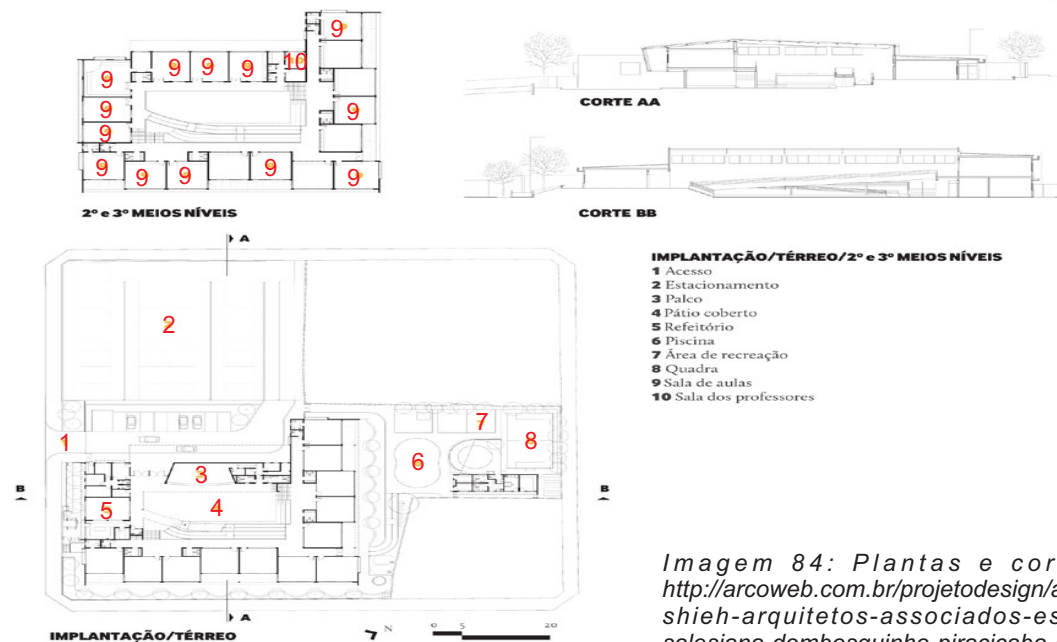 9
9 9 9 9 10
9
9
9
9 9 9 9 9
2º e 3º MEIOS NÍVEIS
CORTE AA
CORTE BB
A
2
1
3
4
5
6
7
8
B
B
A
IMPLANTAÇÃO/TÉRREO
N
0 5 20
IMPLANTAÇÃO/TÉRREO/2º e 3º MEIOS NÍVEIS
1 Acesso
2 Estacionamento
3 Palco
4 Pátio coberto
5 Refeitório
6 Piscina
7 Área de recreação
8 Quadra
9 Sala de aulas
10 Sala dos professores
Imagem 84: Plantas e cor
http://arcoweb.com.br/projetodesign/a
shieh-arquitetos-associados-es
salesiana-dombosquinho-piracicaba